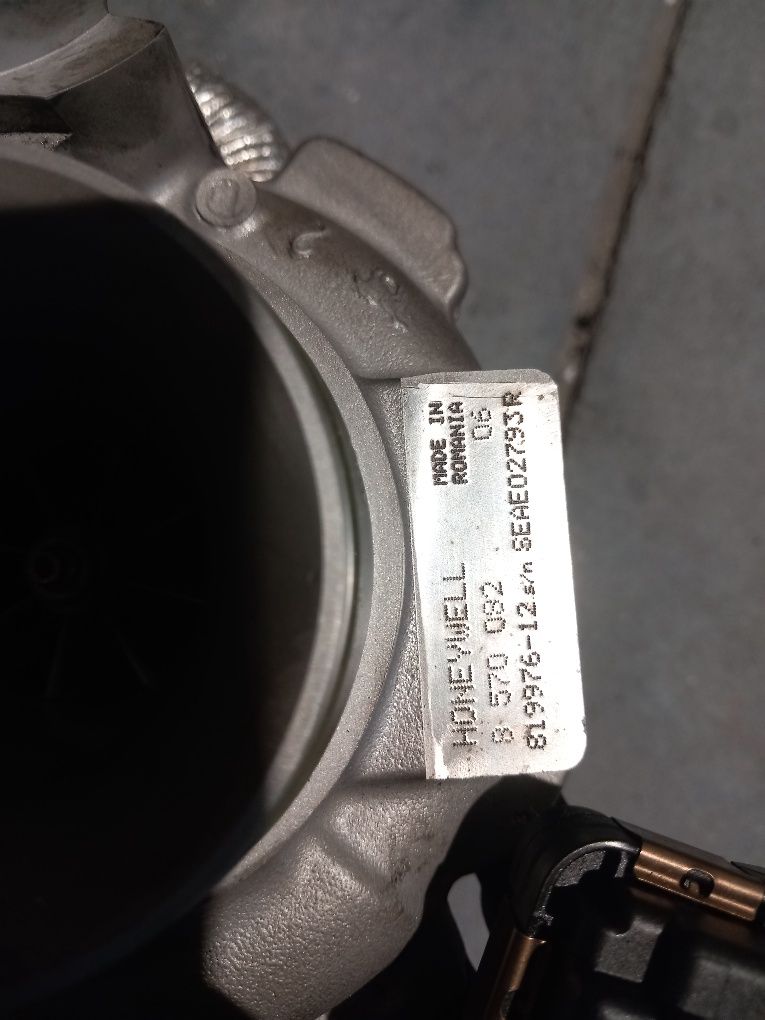 MADE IN
ROMANIA
HONEYWELL
8 570 082 06
819976-12 s/n SEAE02793R